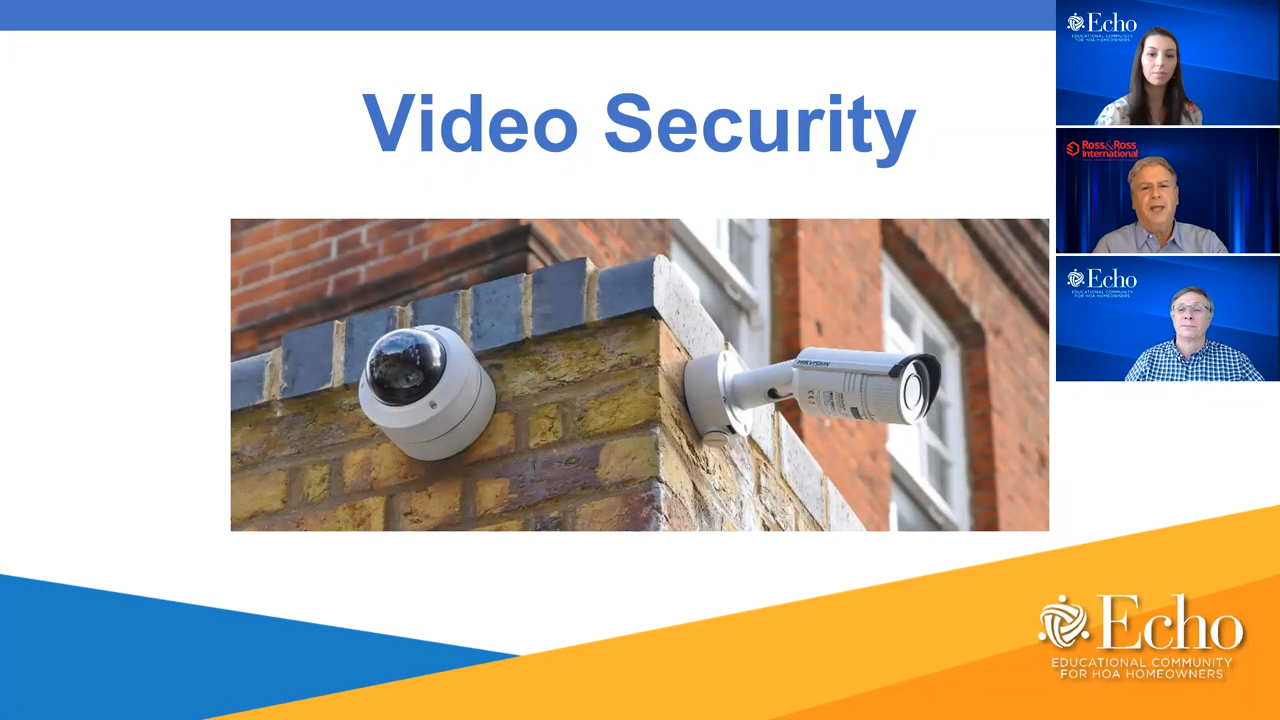 Video Security
HIKVISION
Echo
EDUCATIONAL COMMUNITY
FOR HOA HOMEOWNERS
Ross&Ross
International
Echo
EDUCATIONAL COMMUNITY
FOR HOA HOMEOWNERS
Echo
EDUCATIONAL COMMUNITY
FOR HOA HOMEOWNERS